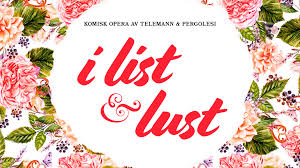 KOMISK OPERA AV TELEMANN & PERGOLESI
i list
& lust